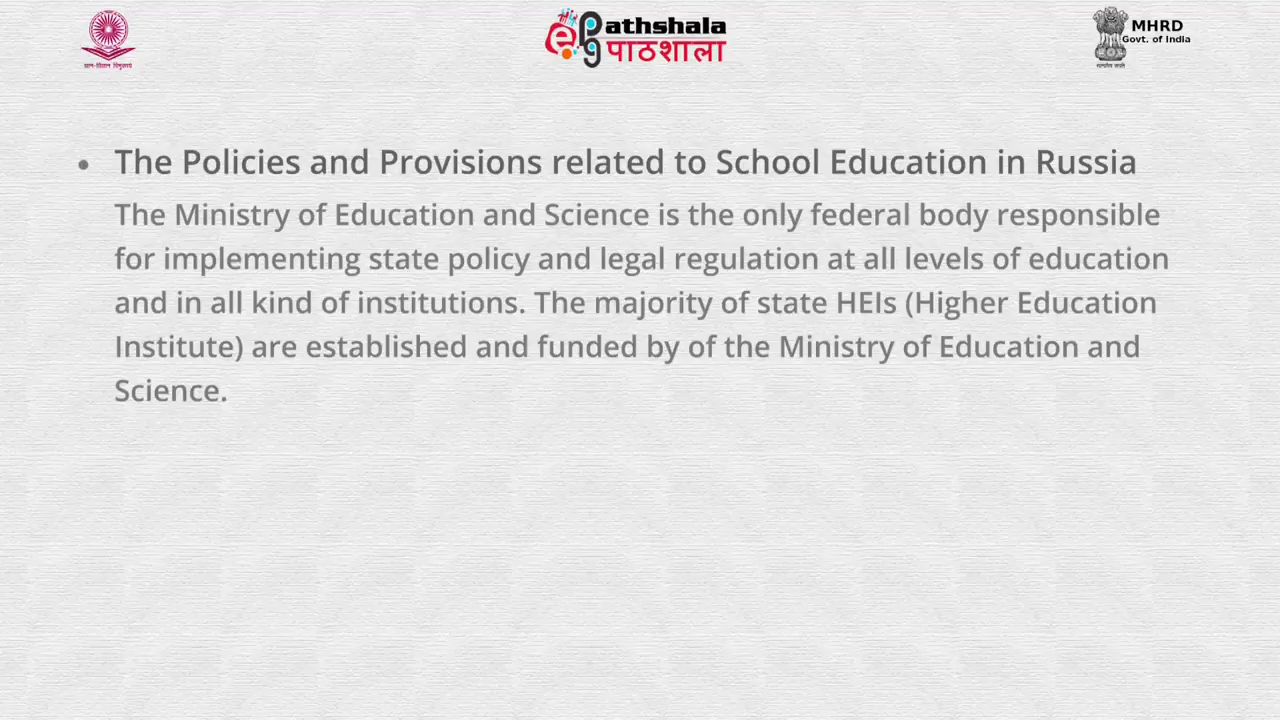 ePG Pathshala
पाठशाला
MHRD
Govt. of India
• The Policies and Provisions related to School Education in Russia
The Ministry of Education and Science is the only federal body responsible
for implementing state policy and legal regulation at all levels of education
and in all kind of institutions. The majority of state HEIs (Higher Education
Institute) are established and funded by of the Ministry of Education and
Science.